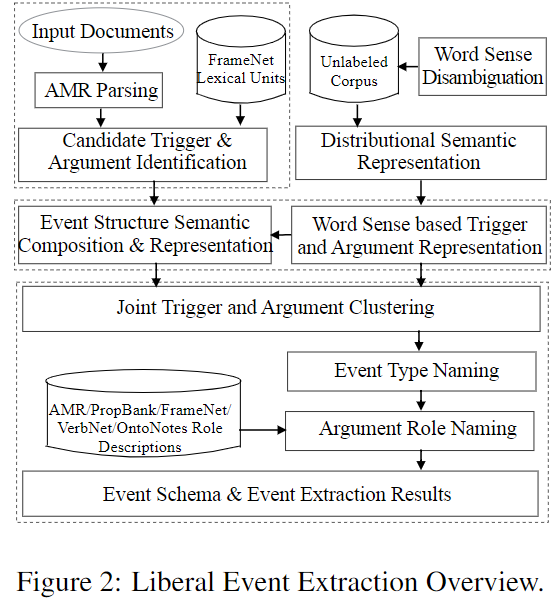 Input Documents
AMR Parsing
FrameNet
Lexical Units
Candidate Trigger &
Argument Identification
Unlabeled
Corpus
Word Sense
Disambiguation
Distributional Semantic
Representation
Event Structure Semantic
Composition & Representation
Word Sense based Trigger
and Argument Representation
Joint Trigger and Argument Clustering
Event Type Naming
AMR/PropBank/FrameNet/
VerbNet/OntoNotes Role
Descriptions
Argument Role Naming
Event Schema & Event Extraction Results
Figure 2: Liberal Event Extraction Overview.